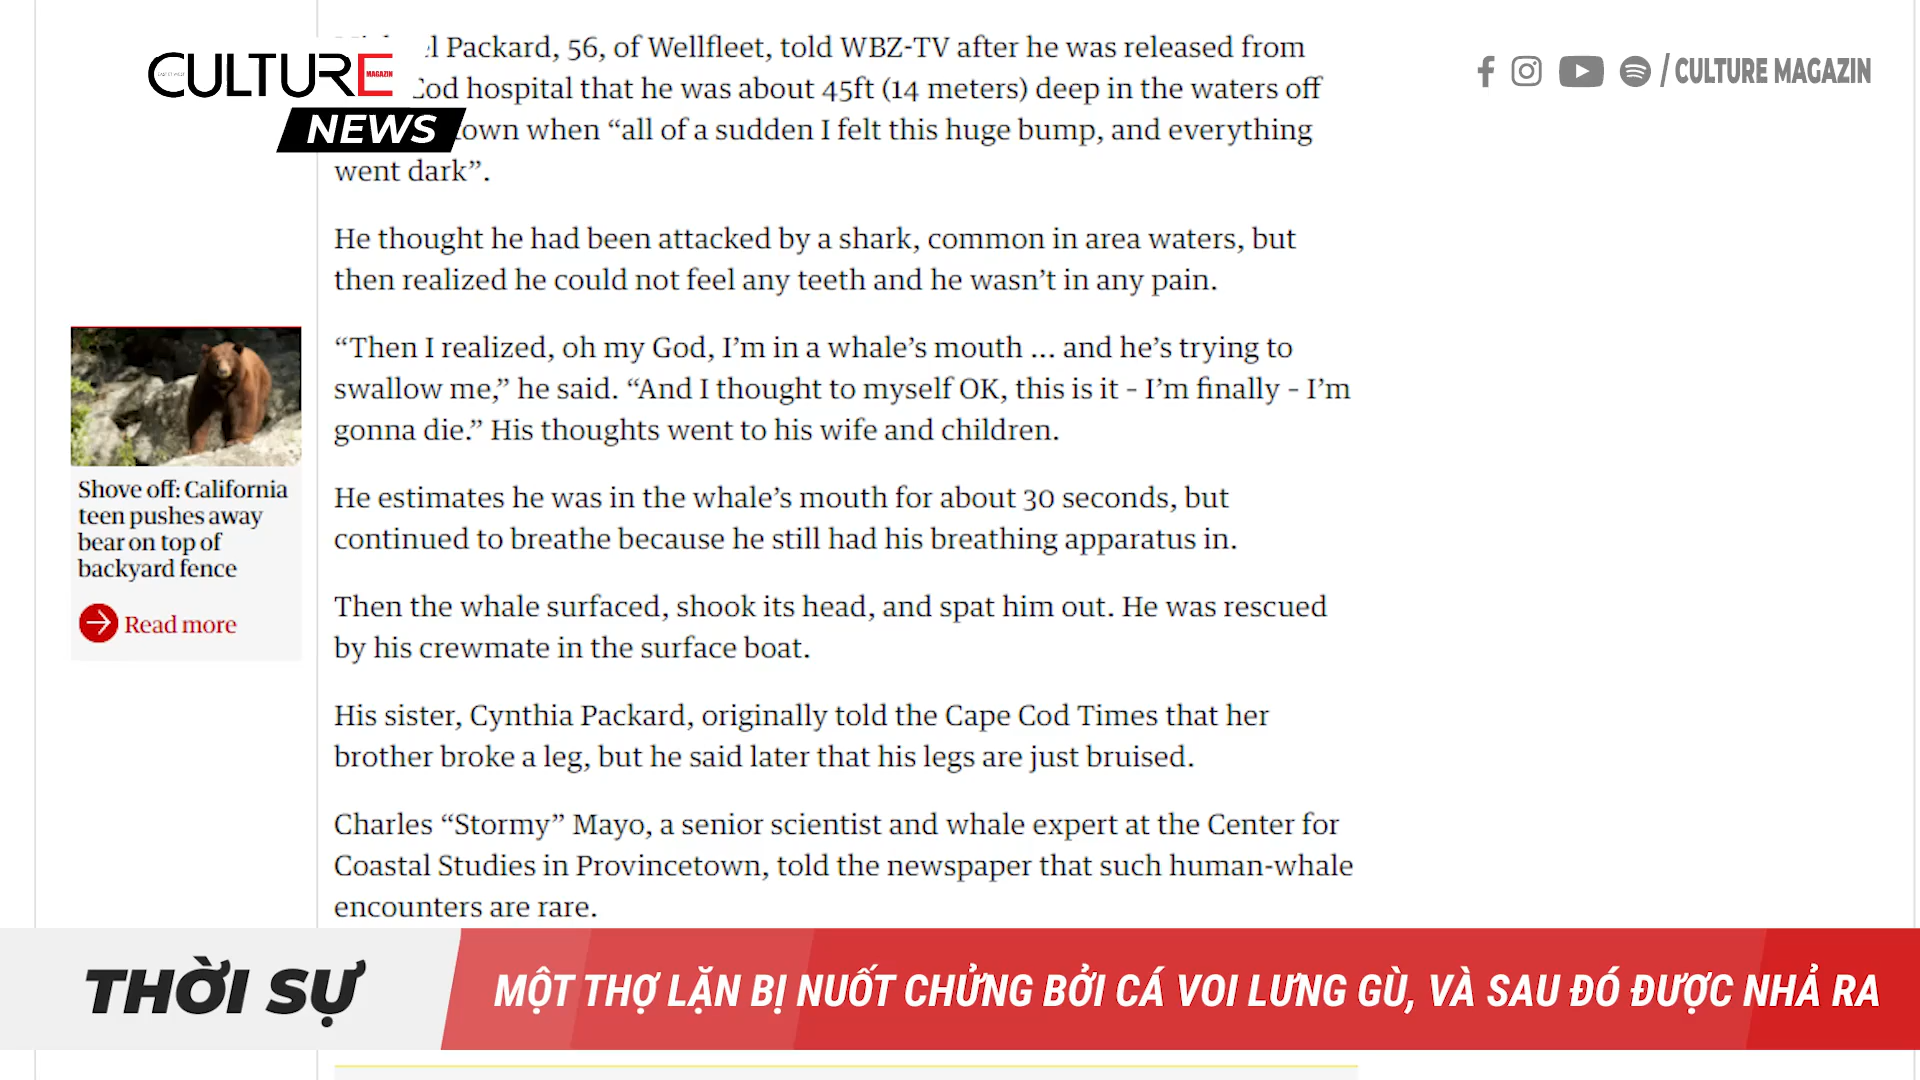 CULTURE
MAGAZIN
NEWS
CULTURE MAGAZIN
l Packard, 56, of Wellfleet, told WBZ-TV after he was released from
Cod hospital that he was about 45ft (14 meters) deep in the waters off
town when “all of a sudden I felt this huge bump, and everything
went dark”.
He thought he had been attacked by a shark, common in area waters, but
then realized he could not feel any teeth and he wasn’t in any pain.
“Then I realized, oh my God, I’m in a whale’s mouth ... and he’s trying to
swallow me,” he said. “And I thought to myself OK, this is it - I’m finally - I’m
gonna die.” His thoughts went to his wife and children.
He estimates he was in the whale’s mouth for about 30 seconds, but
continued to breathe because he still had his breathing apparatus in.
Then the whale surfaced, shook its head, and spat him out. He was rescued
by his crewmate in the surface boat.
His sister, Cynthia Packard, originally told the Cape Cod Times that her
brother broke a leg, but he said later that his legs are just bruised.
Charles “Stormy” Mayo, a senior scientist and whale expert at the Center for
Coastal Studies in Provincetown, told the newspaper that such human-whale
encounters are rare.
Shove off: California
teen pushes away
bear on top of
backyard fence
Read more
THỜI SỰ
MỘT THỢ LẶN BỊ NUỐT CHỬNG BỞI CÁ VOI LƯNG GÙ, VÀ SAU ĐÓ ĐƯỢC NHẢ RA